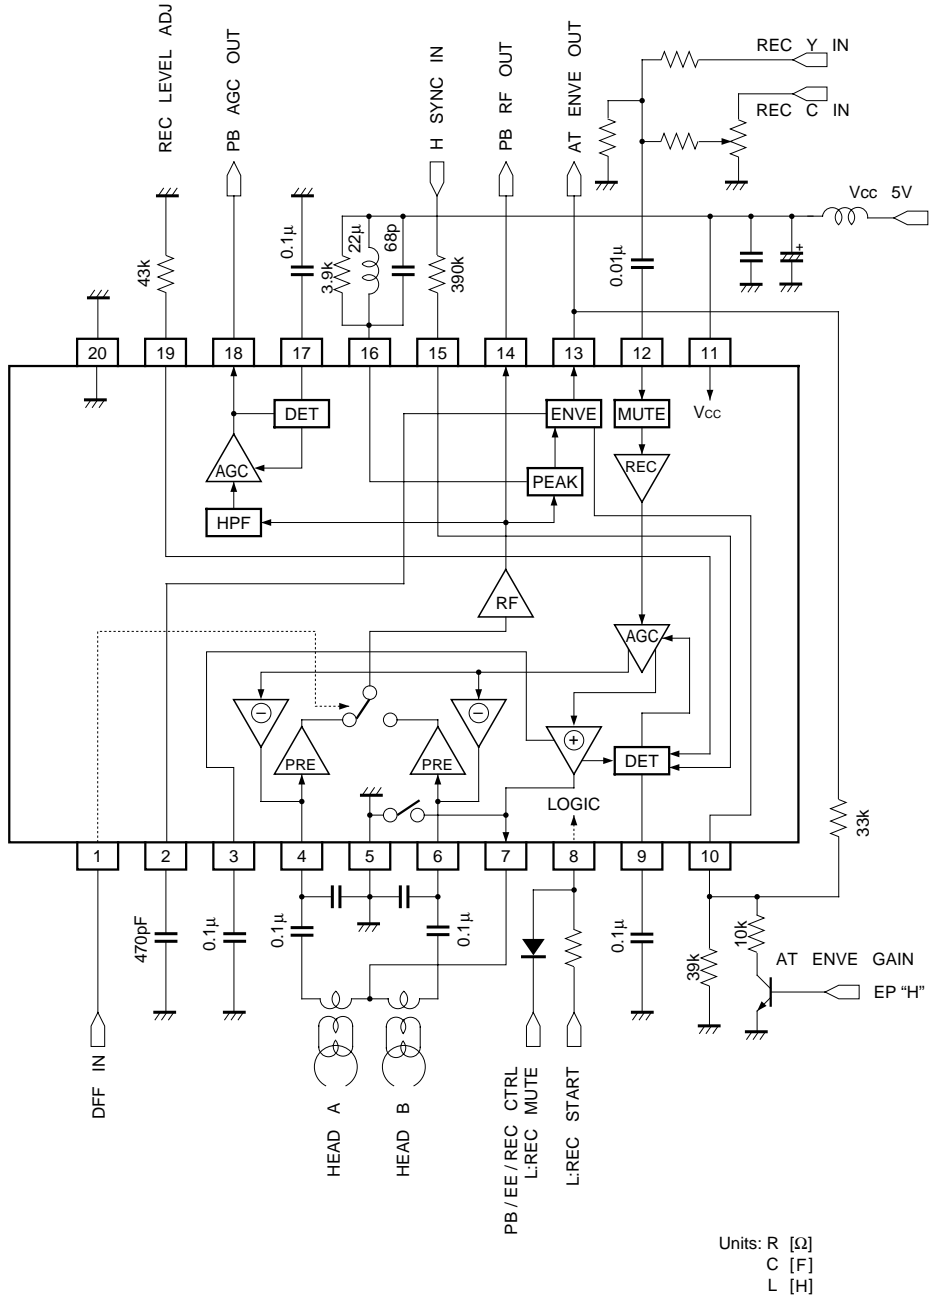 REC LEVEL ADJ
PB AGC OUT
H SYNC IN
PB RF OUT
AT ENVE OUT
REC Y IN
REC C IN
Vcc 5V
43k
0.1µ
3.9k
22µ
68p
390k
0.01µ
20
19
18
17
16
15
14
13
12
11
DET
ENVE
MUTE
Vcc
AGC
REC
PEAK
HPF
RF
AGC
−
−
+
PRE
PRE
DET
LOGIC
33k
1
2
3
4
5
6
7
8
9
10
470pF
0.1µ
0.1µ
0.1µ
0.1µ
39k
10k
AT ENVE GAIN
EP “H”
DFF IN
HEAD A
HEAD B
PB / EE / REC CTRL
L:REC MUTE
L:REC START
Units: R [Ω]
C [F]
L [H]